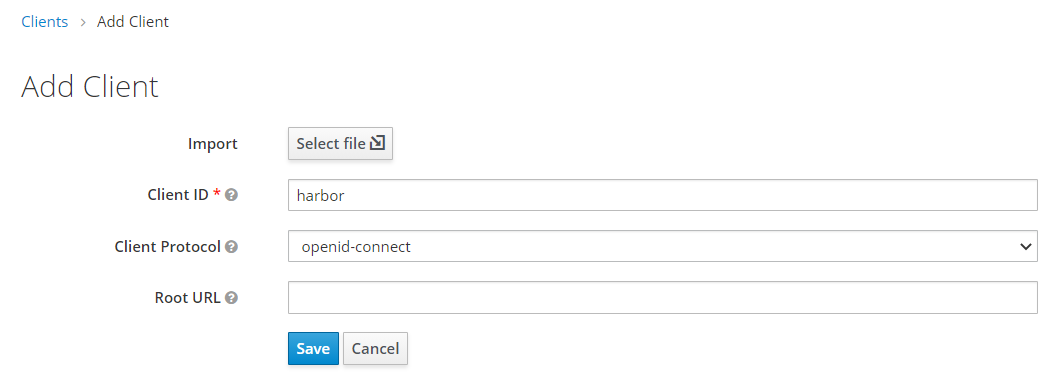 Clients > Add Client
Add Client
Import Select file
Client ID * harbor
Client Protocol openid-connect
Root URL
Save Cancel